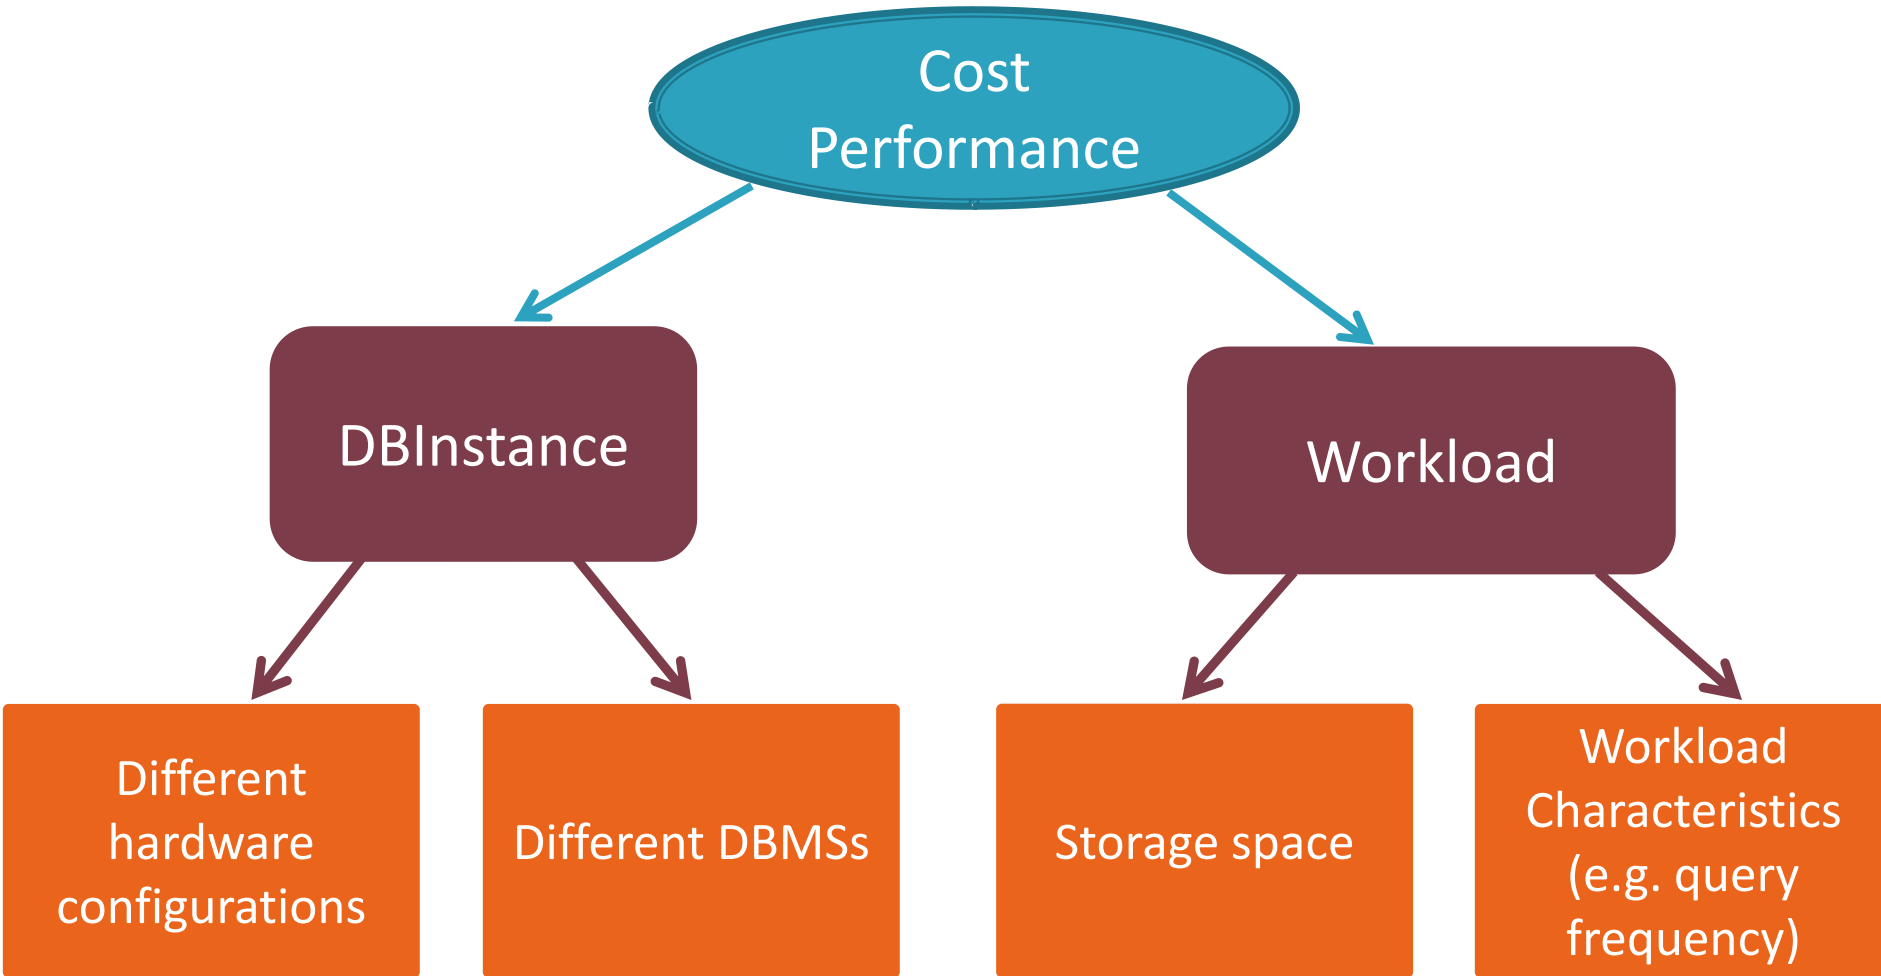 Cost
Performance
DBInstance
Workload
Different
hardware
configurations
Different DBMSs
Storage space
Workload
Characteristics
(e.g. query
frequency)